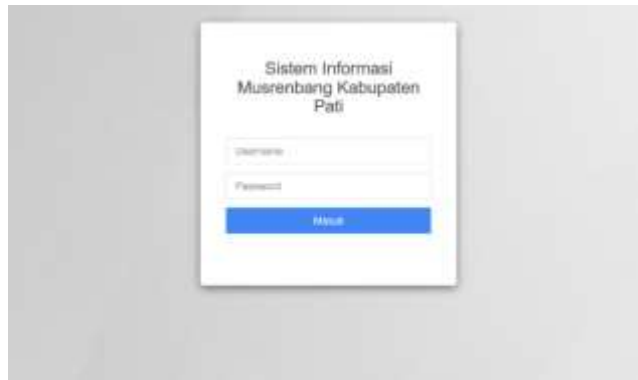 Sistem Informasi
Musrenbang Kabupaten
Pati
Username
Password
Masuk